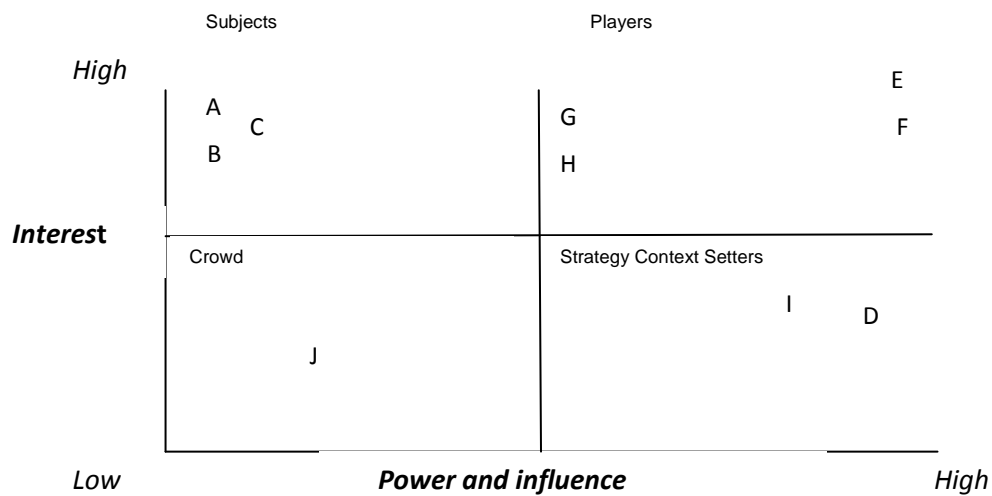 Subjects Players
High
E
A
G
C
F
B
H
Interest
Crowd Strategy Context Setters
I
D
J
Low Power and influence High